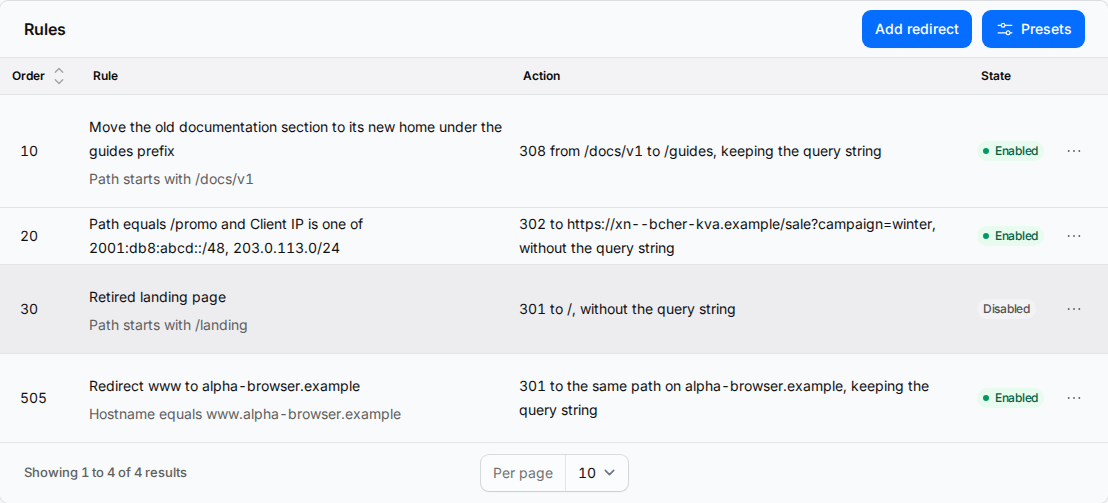 Rules
Add redirect
Presets
Order
Rule
Action
State
10
Move the old documentation section to its new home under the
guides prefix
Path starts with /docs/v1
308 from /docs/v1 to /guides, keeping the query string
Enabled
...
20
Path equals /promo and Client IP is one of
2001:db8:abcd::/48, 203.0.113.0/24
302 to https://xn--bcher-kva.example/sale?campaign=winter,
without the query string
Enabled
...
30
Retired landing page
Path starts with /landing
301 to /, without the query string
Disabled
...
505
Redirect www to alpha-browser.example
Hostname equals www.alpha-browser.example
301 to the same path on alpha-browser.example, keeping the
query string
Enabled
...
Showing 1 to 4 of 4 results
Per page
10